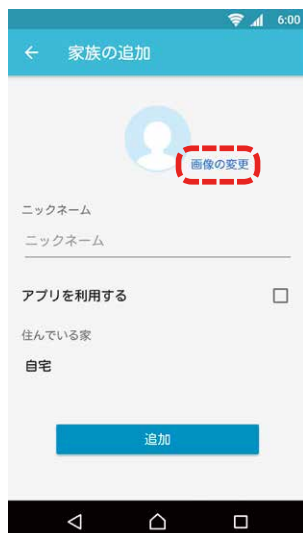 6:00
家族の追加
画像の変更
ニックネーム
ニックネーム
アプリを利用する
住んでいる家
自宅
追加